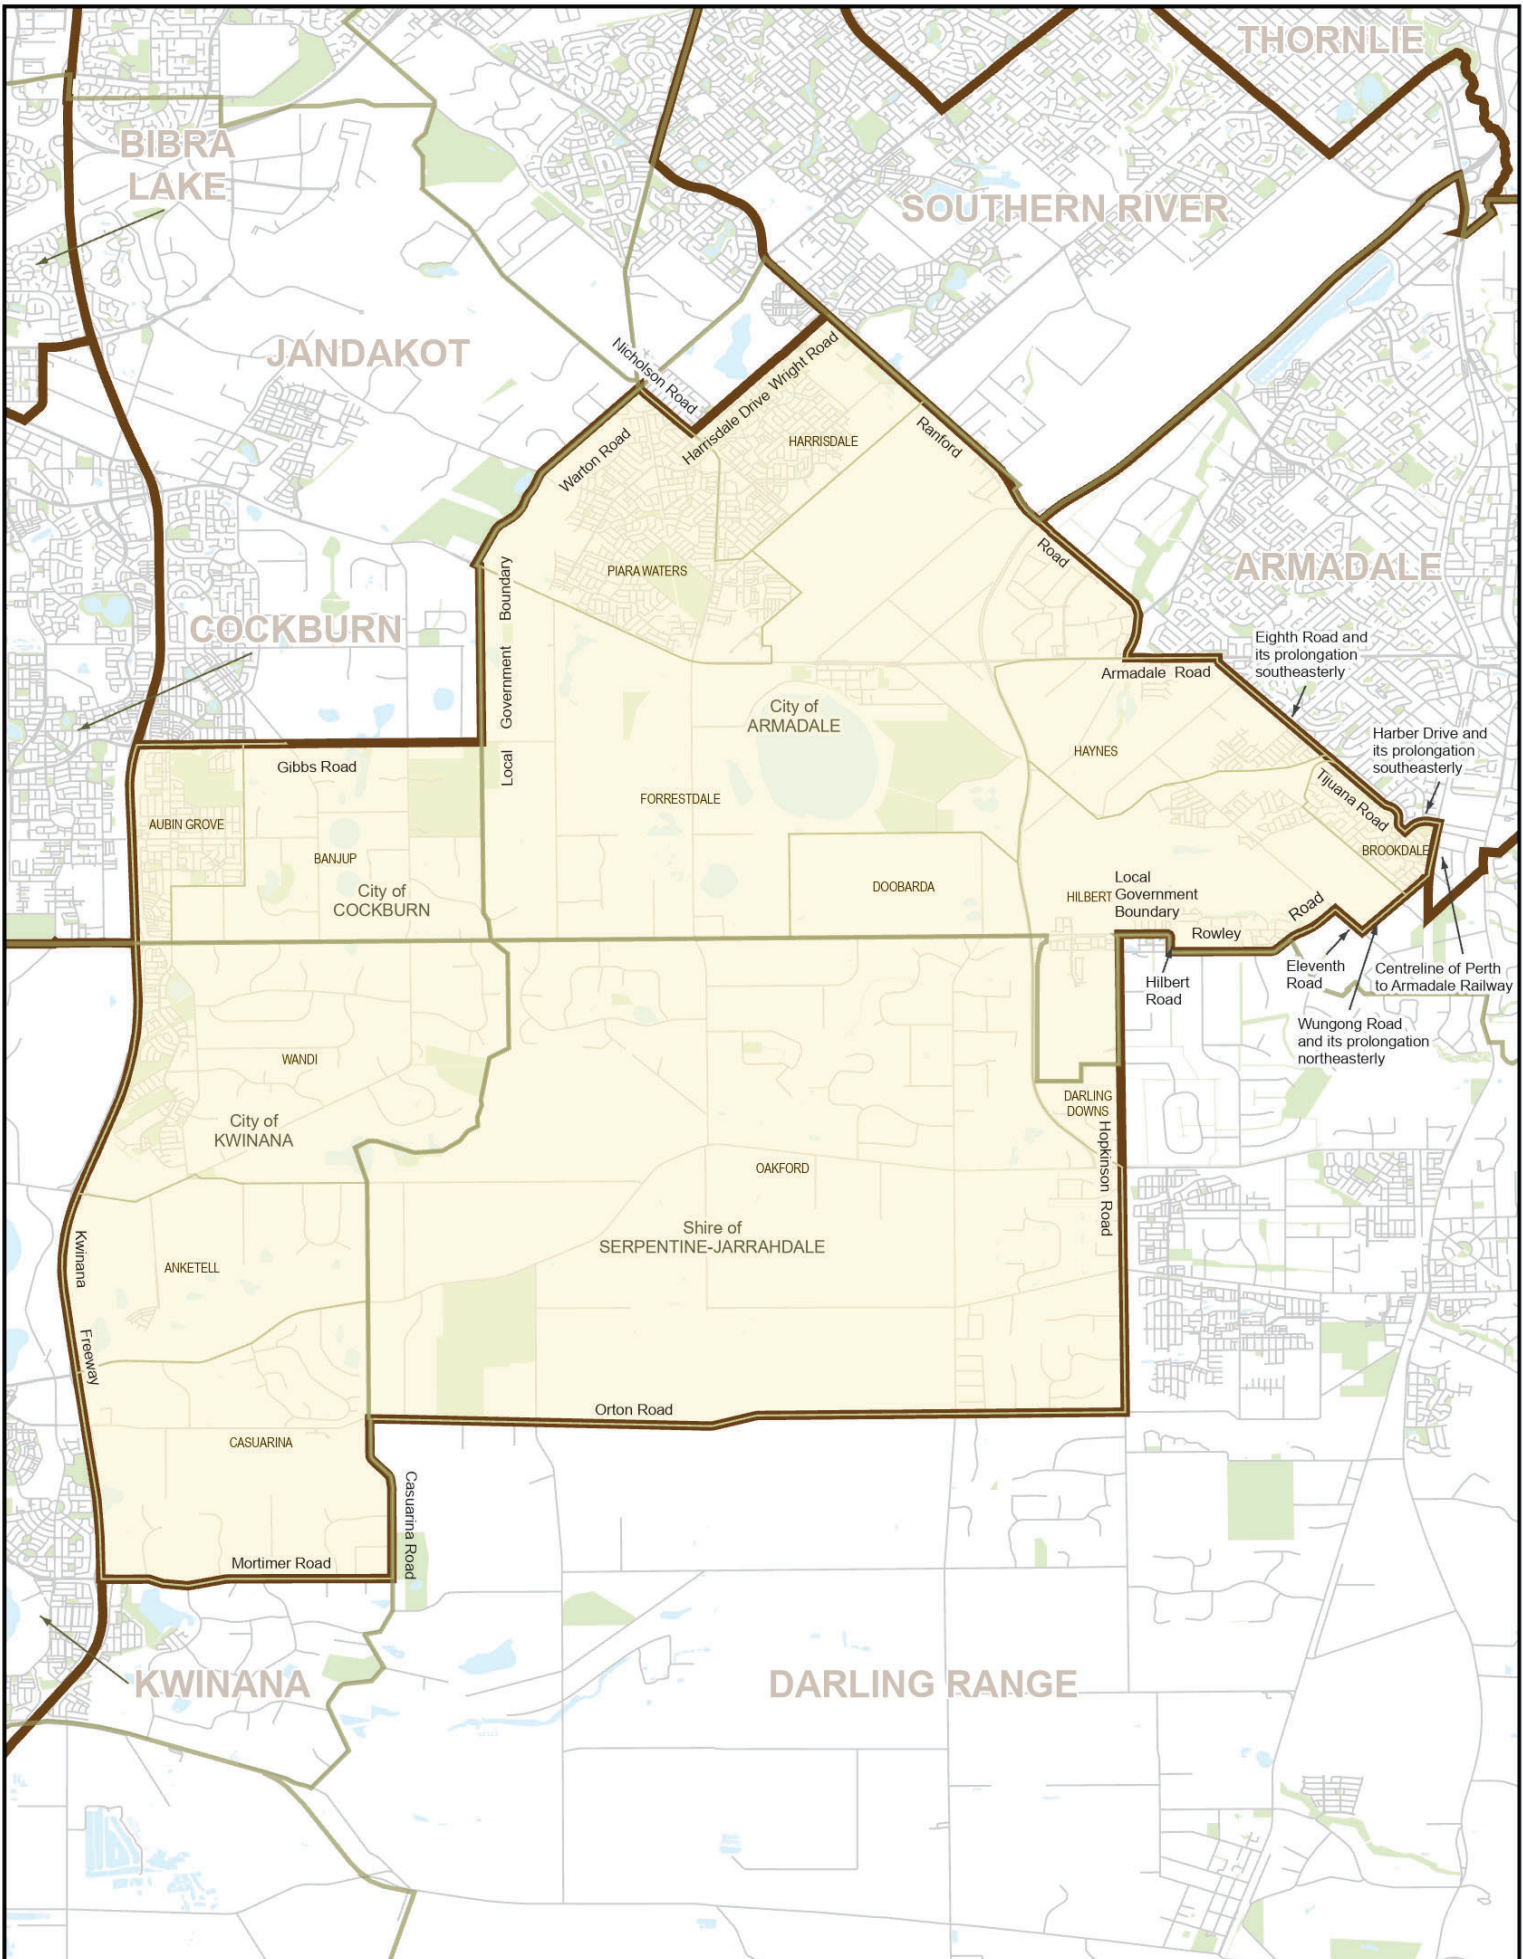 THORNLIE
BIBRA
LAKE
SOUTHERN RIVER
JANDAKOT
Nicholson Road
Harrisdale Drive
Wright Road
Warton Road
HARRISDALE
Ranford
Road
PIARA WATERS
Local Government Boundary
ARMADALE
COCKBURN
Eighth Road and
its prolongation
southeasterly
Armadale Road
City of
ARMADALE
Harber Drive and
its prolongation
southeasterly
HAYNES
Gibbs Road
Tijuana Road
FORRESTDALE
AUBIN GROVE
BANJUP
BROOKDALE
City of
COCKBURN
DOOBARDA
HILBERT
Local
Government
Boundary
Rowley
Road
Hilbert
Road
Eleventh
Road
Centreline of Perth
to Armadale Railway
Wungong Road
and its prolongation
northeasterly
WANDI
City of
KWINANA
DARLING
DOWNS
Hopkinson Road
OAKFORD
Shire of
SERPENTINE-JARRAHDALE
Kwinana
Freeway
ANKETELL
Orton Road
CASUARINA
Casuarina Road
Mortimer Road
KWINANA
DARLING RANGE